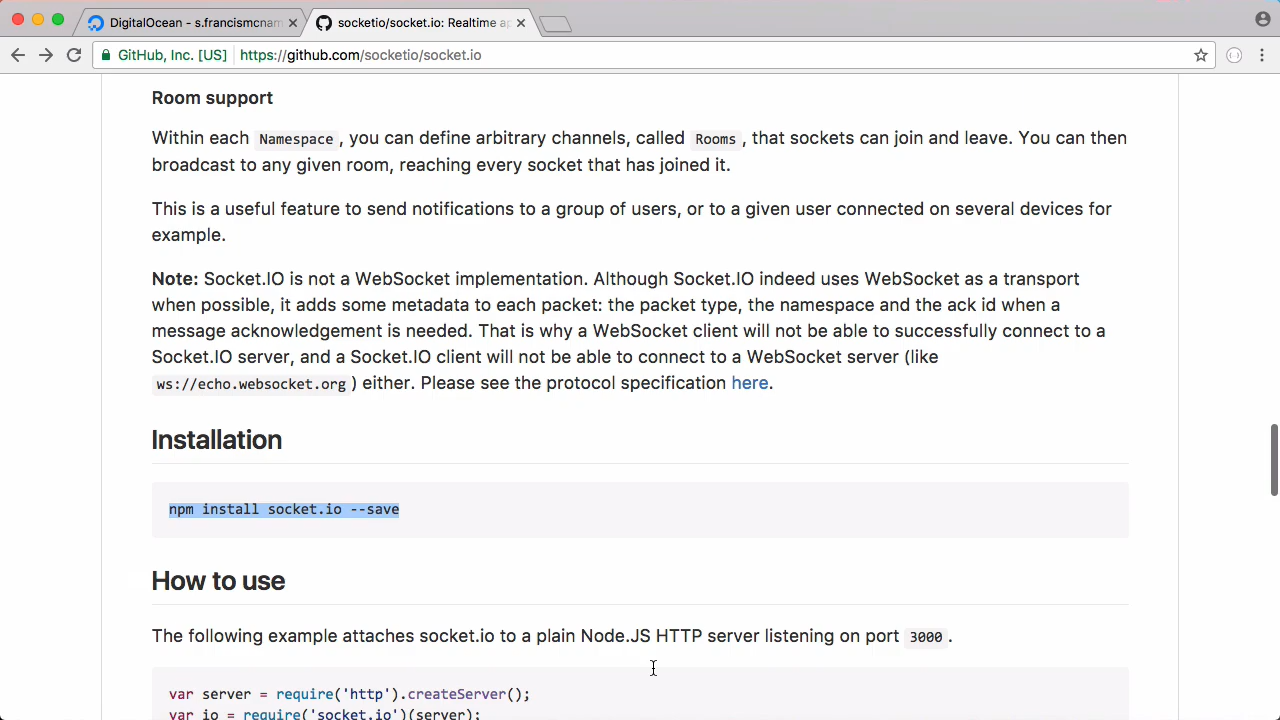 DigitalOcean - s.francismcnam
socketio/socket.io: Realtime ap
GitHub, Inc. [US]
https://github.com/socketio/socket.io
Room support
Within each Namespace, you can define arbitrary channels, called Rooms, that sockets can join and leave. You can then
broadcast to any given room, reaching every socket that has joined it.
This is a useful feature to send notifications to a group of users, or to a given user connected on several devices for
example.
Note: Socket.IO is not a WebSocket implementation. Although Socket.IO indeed uses WebSocket as a transport
when possible, it adds some metadata to each packet: the packet type, the namespace and the ack id when a
message acknowledgement is needed. That is why a WebSocket client will not be able to successfully connect to a
Socket.IO server, and a Socket.IO client will not be able to connect to a WebSocket server (like
ws://echo.websocket.org) either. Please see the protocol specification here.
Installation
npm install socket.io --save
How to use
The following example attaches socket.io to a plain Node.JS HTTP server listening on port 3000.
var server = require('http').createServer();
var io = require('socket.io')(server);